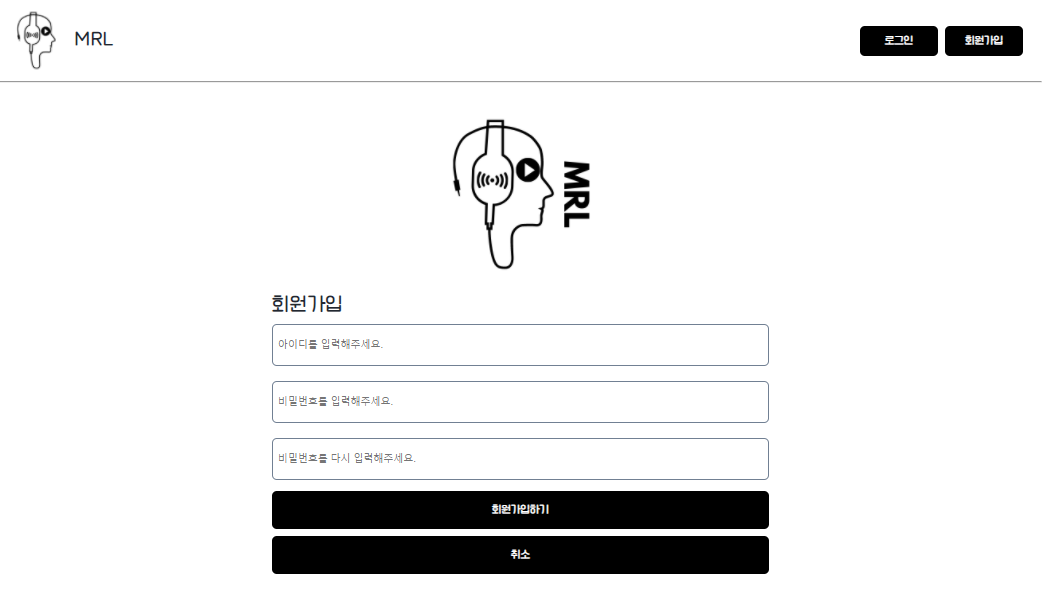 MRL
로그인
회원가입
MRL
회원가입
아이디를 입력해주세요.
비밀번호를 입력해주세요.
비밀번호를 다시 입력해주세요.
회원가입하기
취소